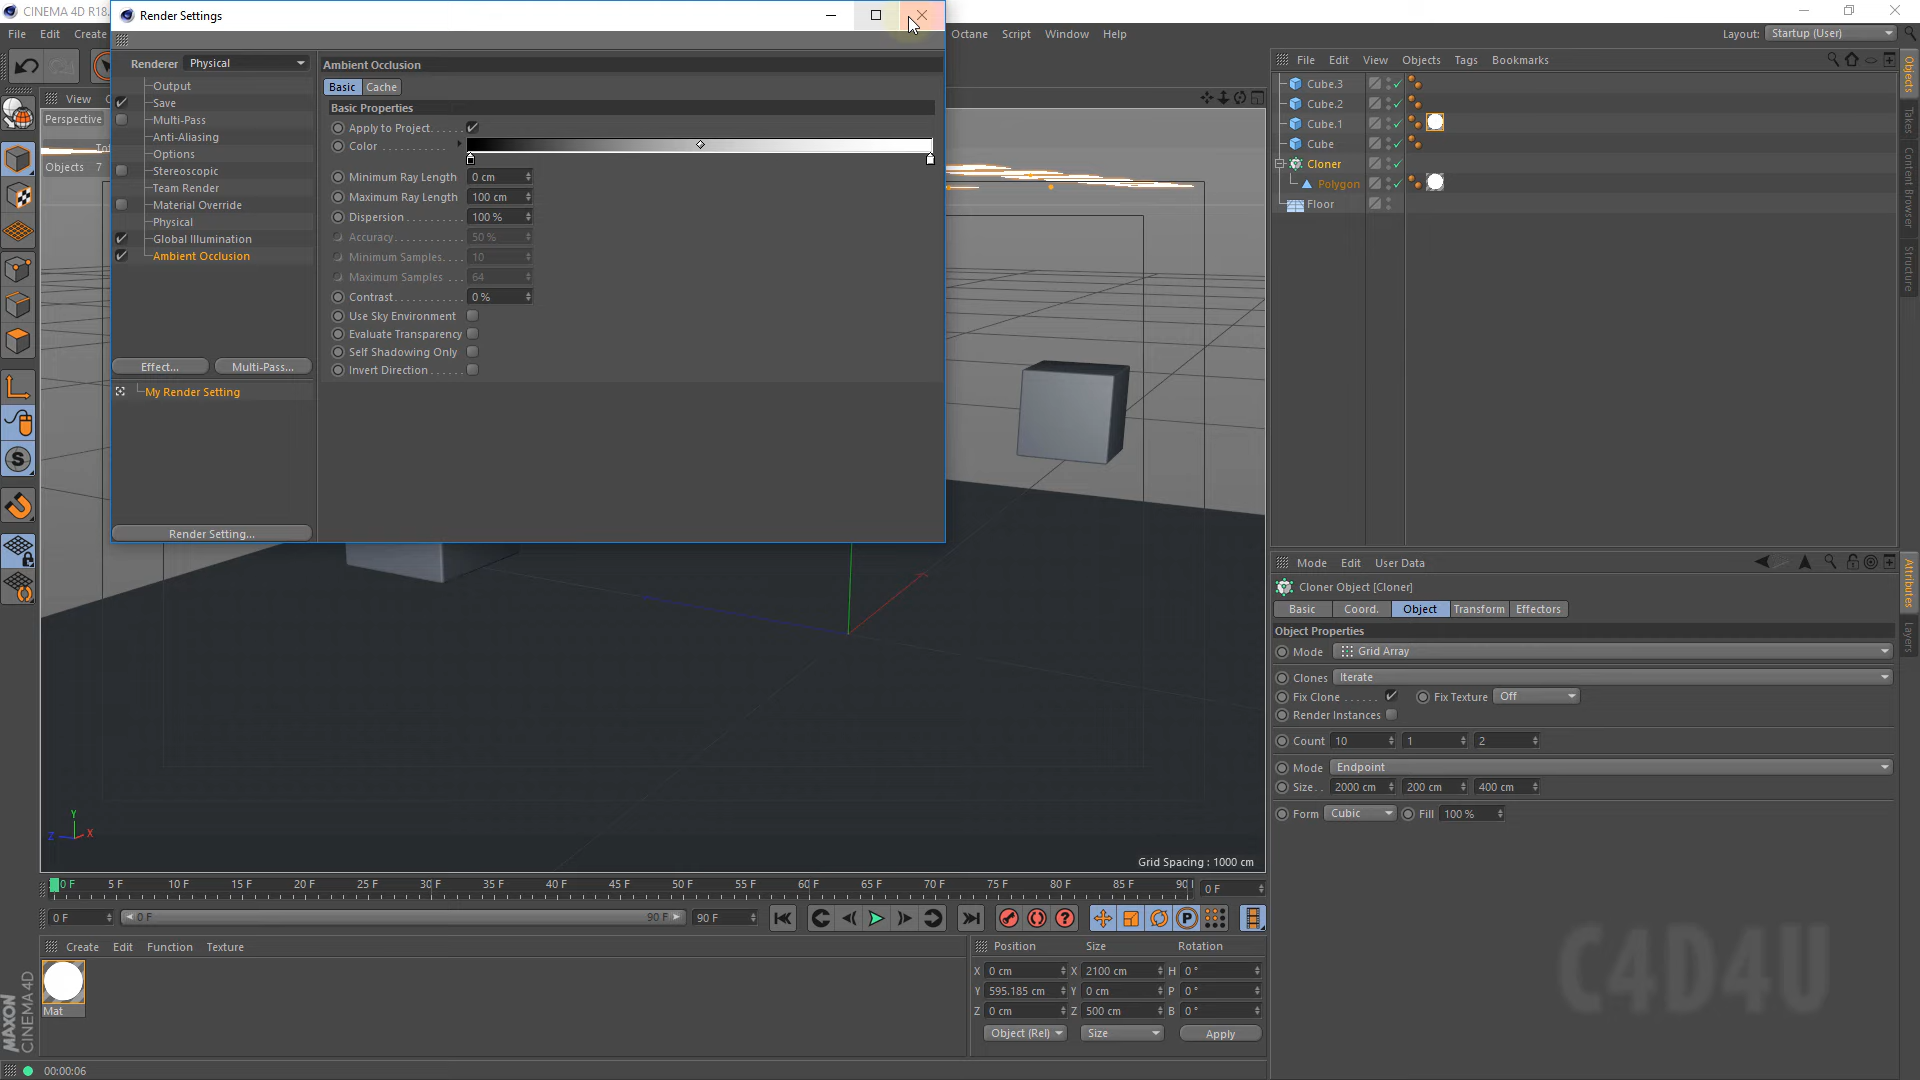 CINEMA 4D R18.
Render Settings
File Edit Create
Octane Script Window Help
Layout: Startup (User)
Renderer Physical
Output
Save
Multi-Pass
Anti-Aliasing
Options
Stereoscopic
Team Render
Material Override
Physical
Global Illumination
Ambient Occlusion
Effect... Multi-Pass...
My Render Setting
Render Setting...
Ambient Occlusion
Basic Cache
Basic Properties
Apply to Project
Color
Minimum Ray Length 0 cm
Maximum Ray Length 100 cm
Dispersion 100 %
Accuracy 50 %
Minimum Samples 10
Maximum Samples 64
Contrast 0 %
Use Sky Environment
Evaluate Transparency
Self Shadowing Only
Invert Direction
View
Perspective
Objects 7
Grid Spacing : 1000 cm
Y
Z X
File Edit View Objects Tags Bookmarks
Cube.3
Cube.2
Cube.1
Cube
Cloner
Polygon
Floor
Objects
Takes
Content Browser
Structure
Mode Edit User Data
Cloner Object [Cloner]
Basic Coord. Object Transform Effectors
Object Properties
Mode Grid Array
Clones Iterate
Fix Clone Fix Texture Off
Render Instances
Count 10 1 2
Mode Endpoint
Size 2000 cm 200 cm 400 cm
Form Cubic Fill 100 %
Attributes
Layers
0 F 5 F 10 F 15 F 20 F 25 F 30 F 35 F 40 F 45 F 50 F 55 F 60 F 65 F 70 F 75 F 80 F 85 F 90 0 F
0 F 0 F 90 F 90 F
Create Edit Function Texture
Mat
Position Size Rotation
X 0 cm X 2100 cm H 0 °
Y 595.185 cm Y 0 cm P 0 °
Z 0 cm Z 500 cm B 0 °
Object (Rel) Size Apply
MAXON
CINEMA 4D
C4D4U
00:00:06